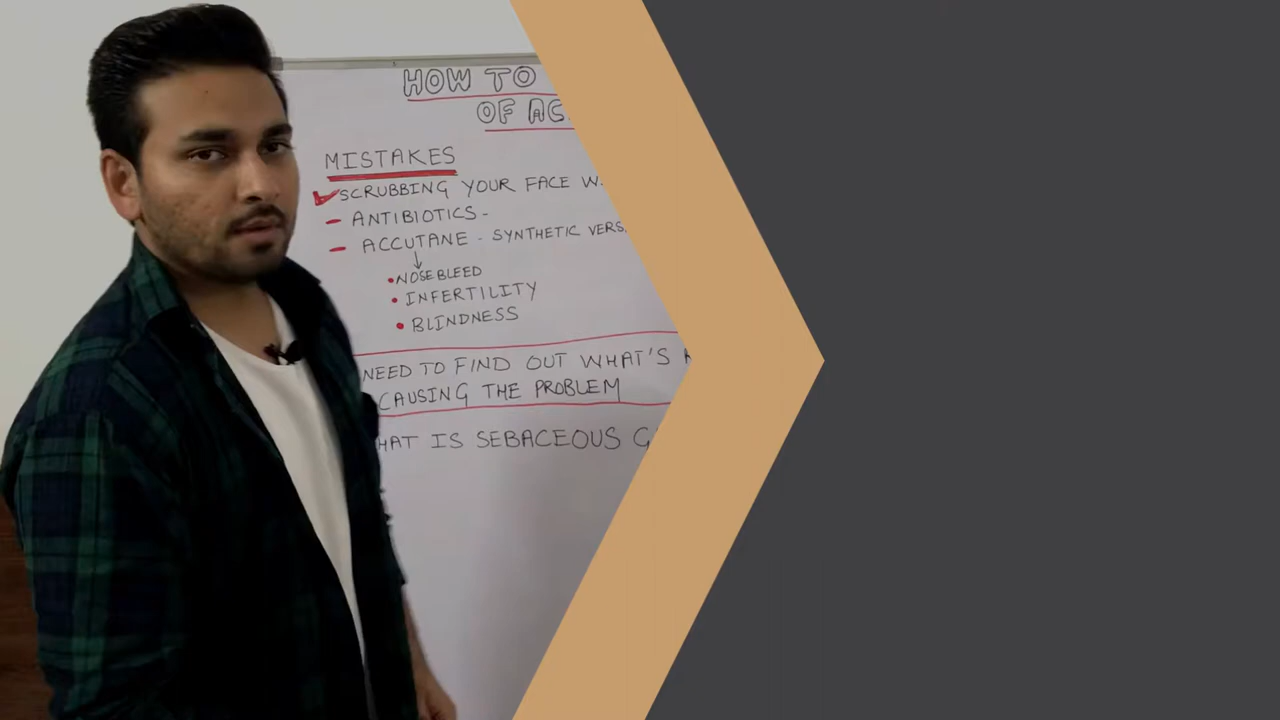 HOW TO
OF AC
MISTAKES
SCRUBBING YOUR FACE W
- ANTIBIOTICS -
- ACCUTANE - SYNTHETIC VERS
↓
• NOSEBLEED
• INFERTILITY
• BLINDNESS
NEED TO FIND OUT WHAT'S
CAUSING THE PROBLEM
HAT IS SEBACEOUS G